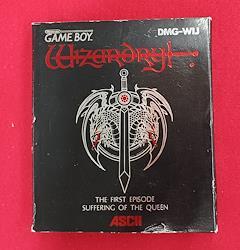 GAME BOY
DMG-WIJ
Wizardry
THE FIRST EPISODE
SUFFERING OF THE QUEEN
ASCII